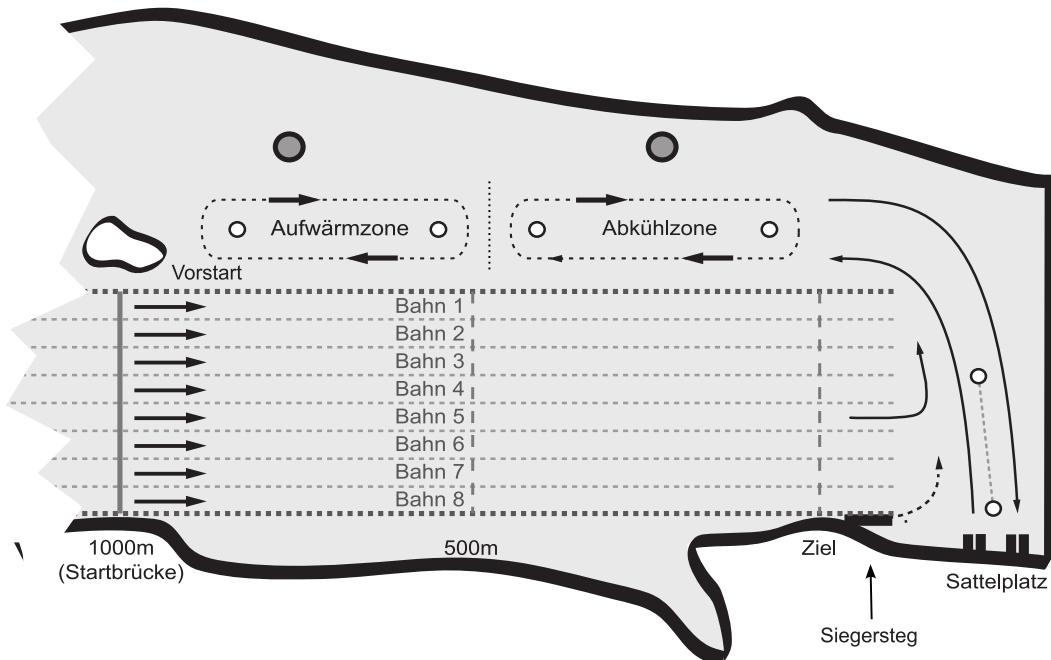 Aufwärmzone
Abkühlzone
Vorstart
Bahn 1
Bahn 2
Bahn 3
Bahn 4
Bahn 5
Bahn 6
Bahn 7
Bahn 8
1000m
(Startbrücke)
500m
Ziel
Sattelplatz
Siegersteg